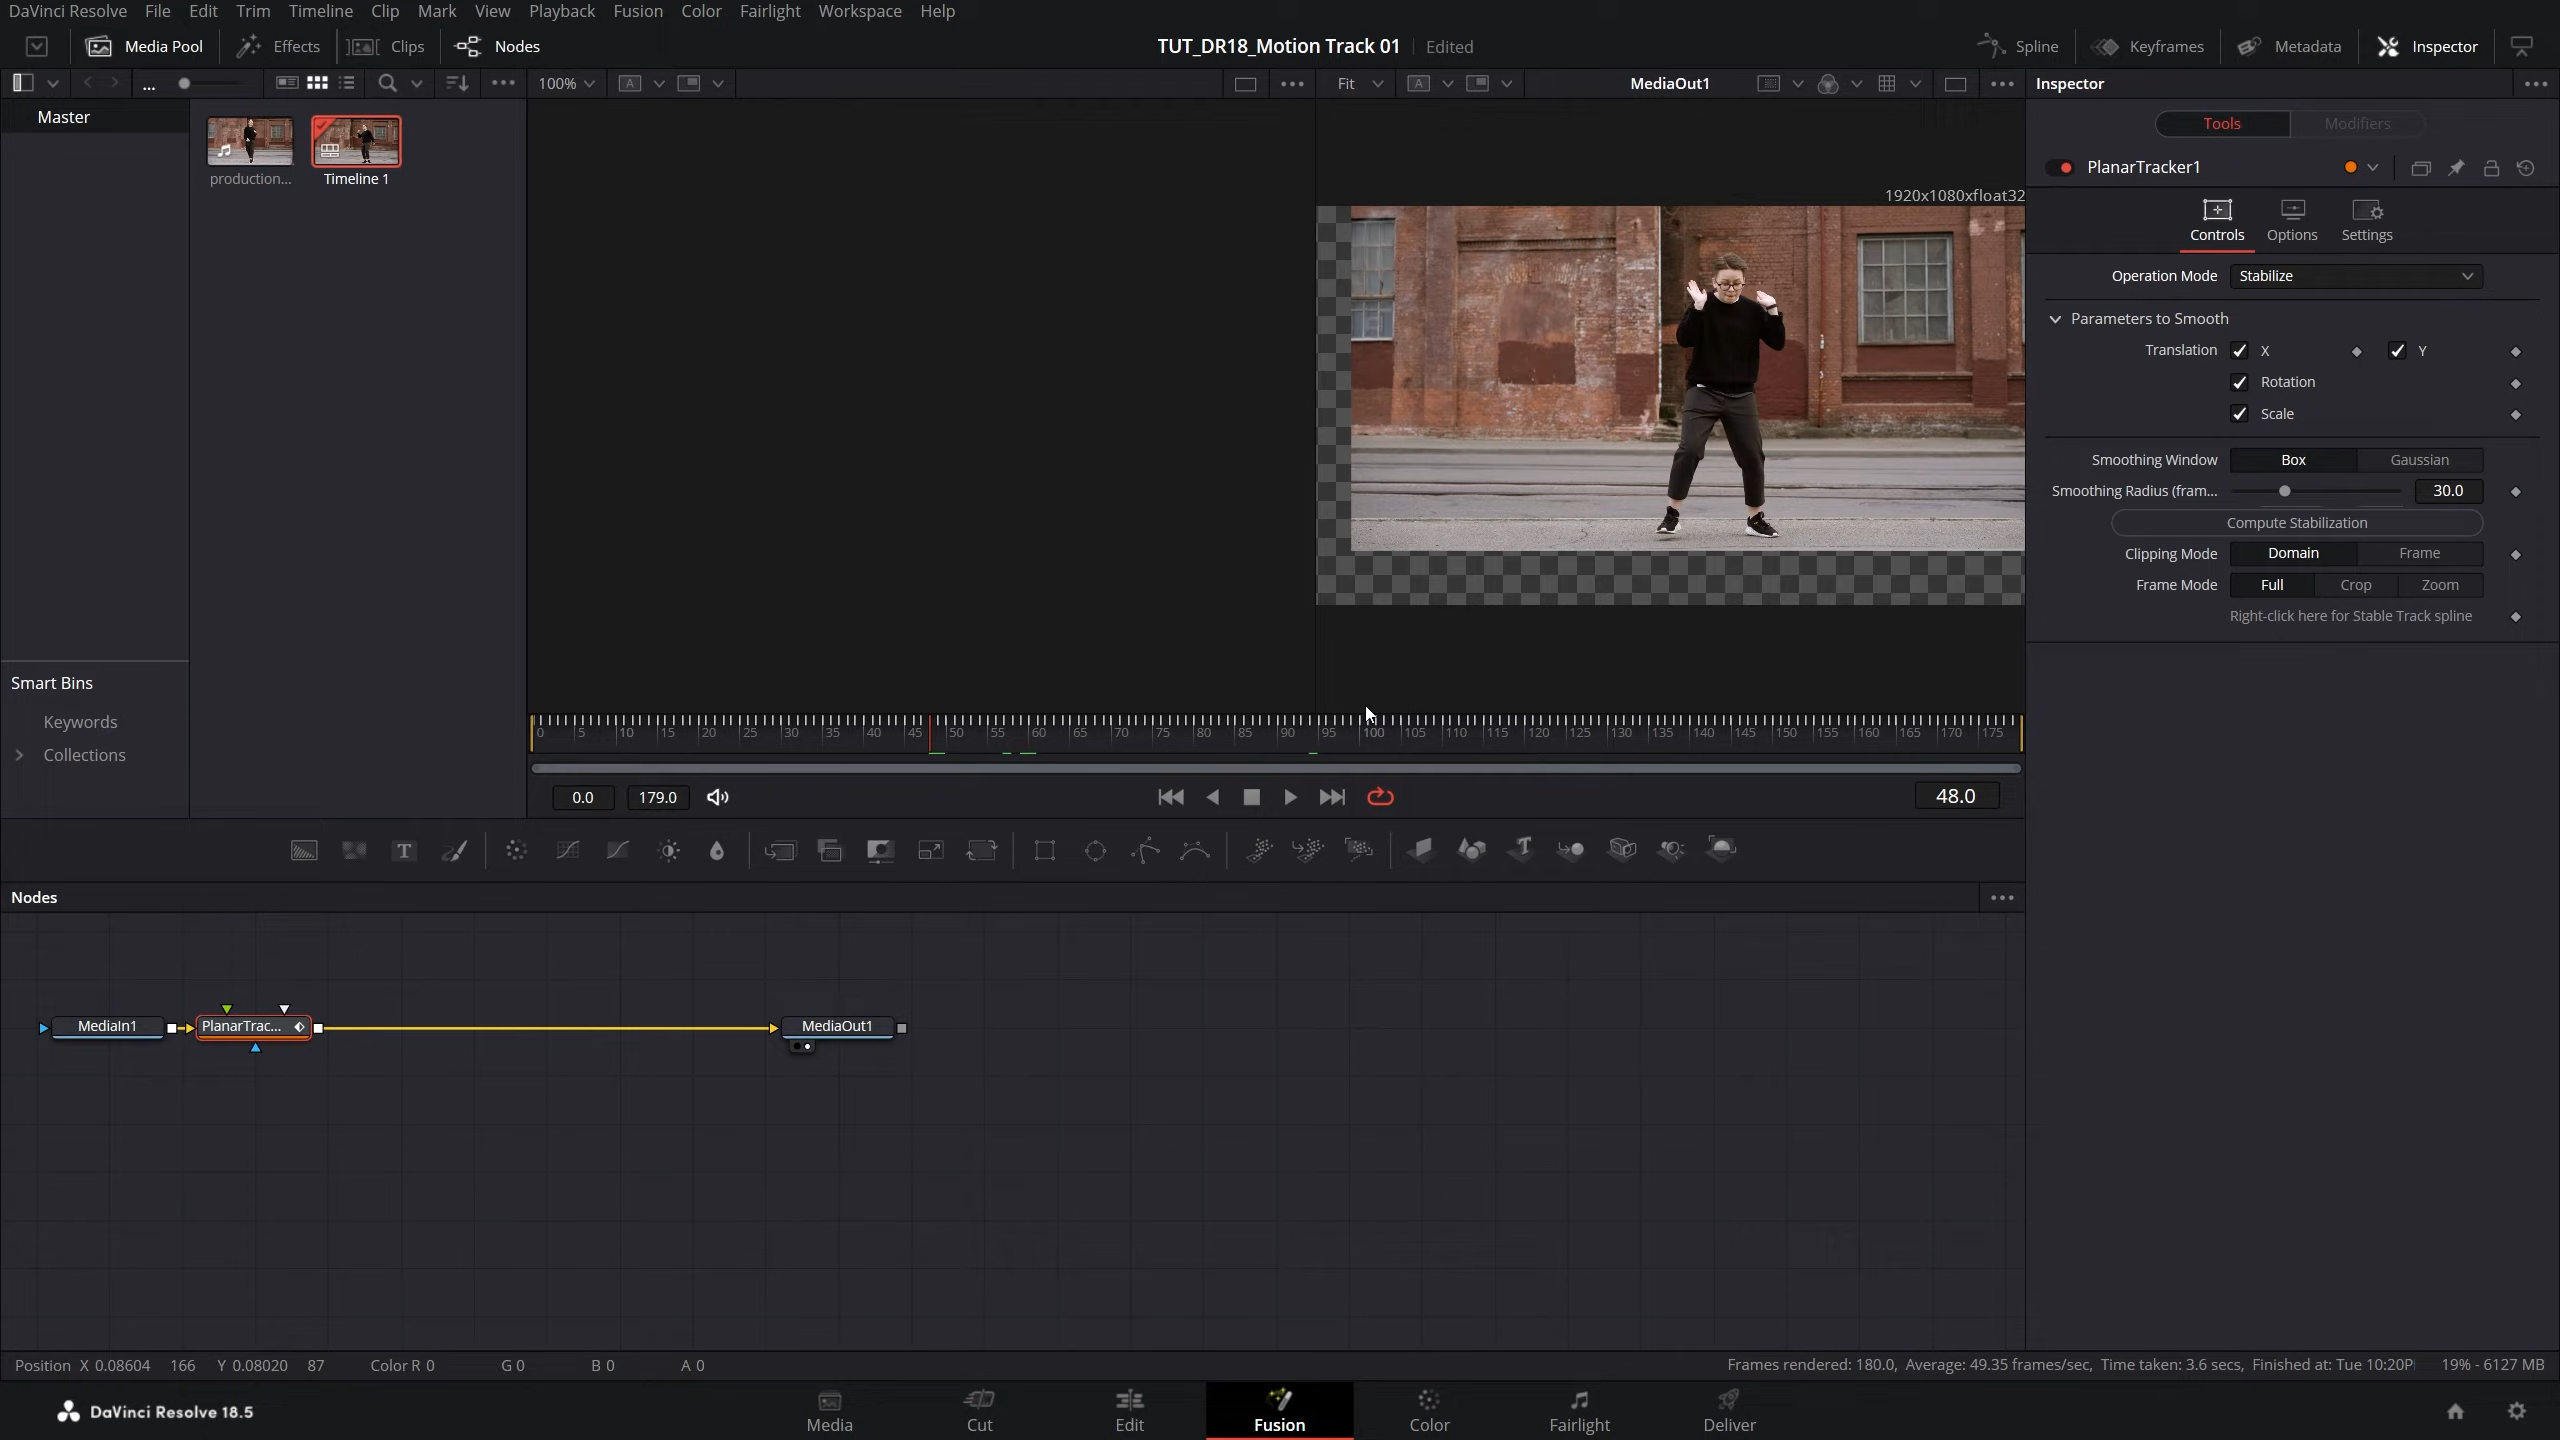 DaVinci Resolve File Edit Trim Timeline Clip Mark View Playback Fusion Color Fairlight Workspace Help
Media Pool Effects Clips Nodes TUT_DR18_Motion Track 01 Edited Spline Keyframes Metadata Inspector
... 100% A Fit A MediaOut1 Inspector
Master
production...
Timeline 1
Smart Bins
Keywords
Collections
1920x1080xfloat32
Tools Modifiers
PlanarTracker1
Controls Options Settings
Operation Mode Stabilize
Parameters to Smooth
Translation X Y
Rotation
Scale
Smoothing Window Box Gaussian
Smoothing Radius (fram... 30.0
Compute Stabilization
Clipping Mode Domain Frame
Frame Mode Full Crop Zoom
Right-click here for Stable Track spline
0 5 10 15 20 25 30 35 40 45 50 55 60 65 70 75 80 85 90 95 100 105 110 115 120 125 130 135 140 145 150 155 160 165 170 175
0.0 179.0 48.0
T
Nodes
MediaIn1 PlanarTrac... MediaOut1
Position X 0.08604 166 Y 0.08020 87 Color R 0 G 0 B 0 A 0 Frames rendered: 180.0, Average: 49.35 frames/sec, Time taken: 3.6 secs, Finished at: Tue 10:20P 19% - 6127 MB
DaVinci Resolve 18.5
Media Cut Edit Fusion Color Fairlight Deliver